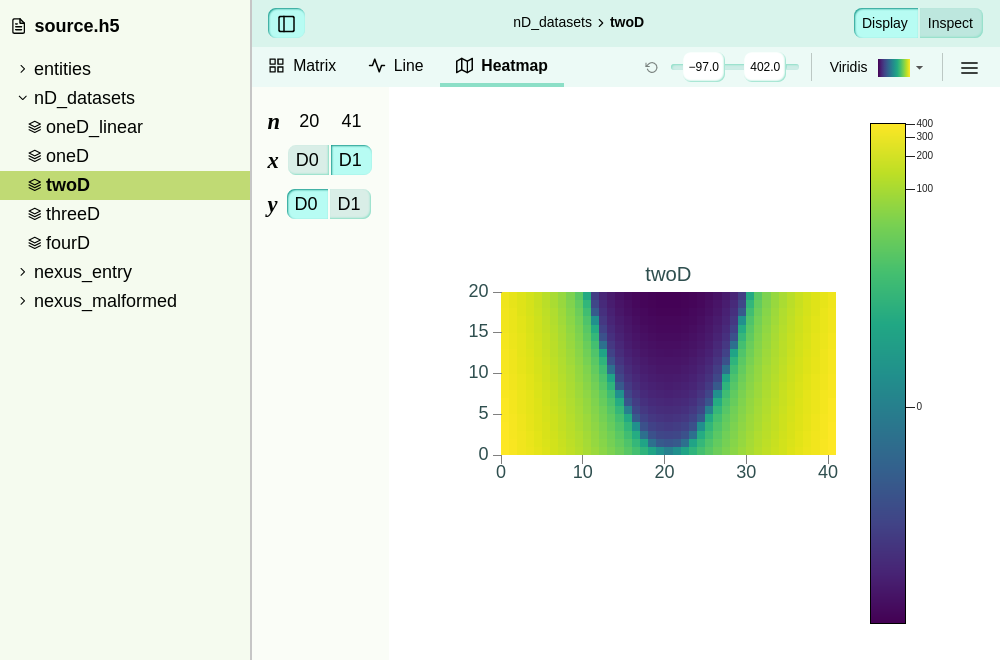 source.h5
entities
nD_datasets
oneD_linear
oneD
twoD
threeD
fourD
nexus_entry
nexus_malformed
nD_datasets › twoD
Display Inspect
Matrix Line Heatmap −97.0 402.0 Viridis
n 20 41
x D0 D1
y D0 D1
twoD
20
15
10
5
0
0 10 20 30 40
400
300
200
100
0